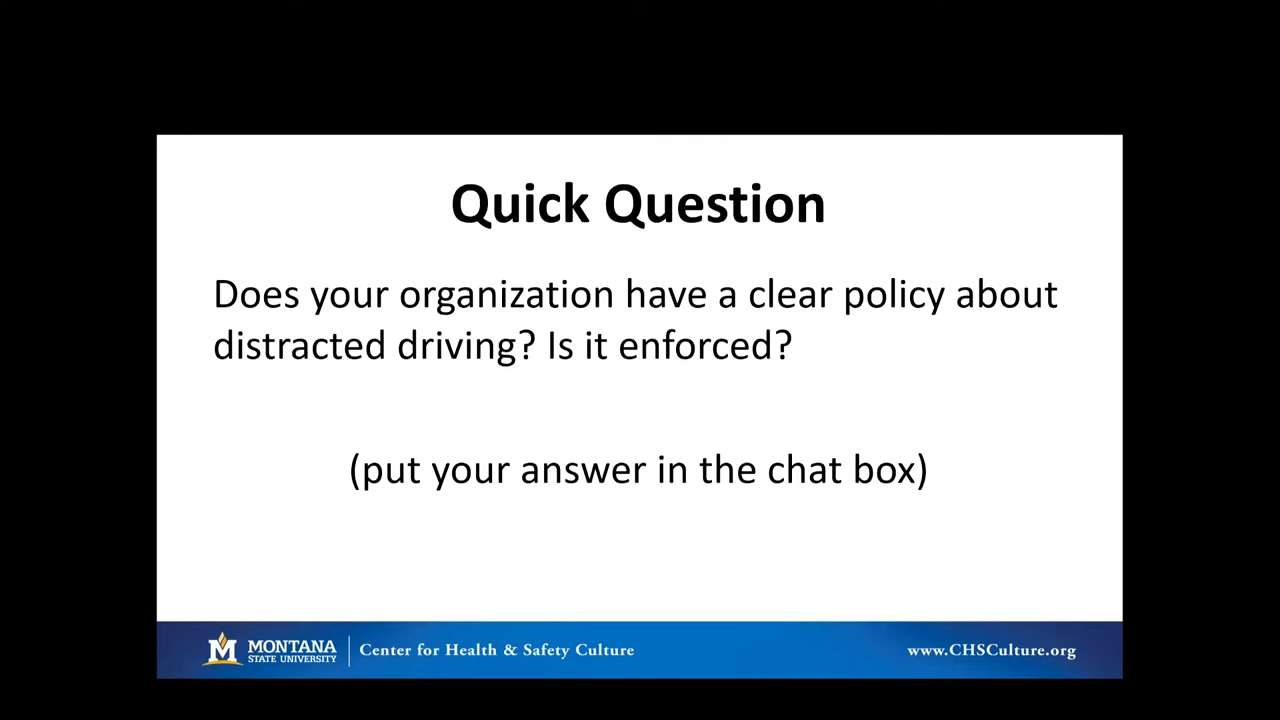 Quick Question
Does your organization have a clear policy about
distracted driving? Is it enforced?
(put your answer in the chat box)
M MONTANA
STATE UNIVERSITY
Center for Health & Safety Culture
www.CHSCulture.org